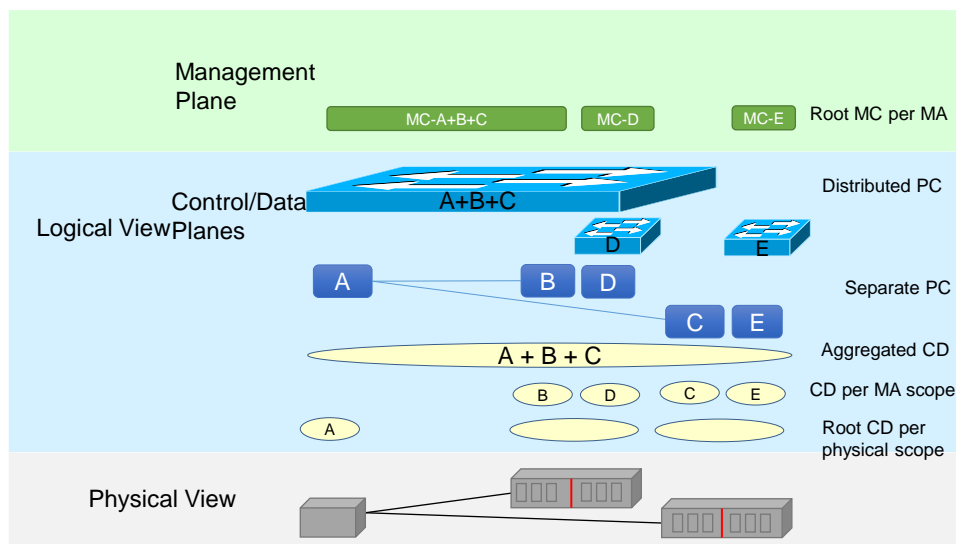 Management
Plane
MC-A+B+C
MC-D
MC-E
Root MC per MA
Control/Data
Planes
Logical View
A+B+C
Distributed PC
D
E
A
B
D
Separate PC
C
E
A + B + C
Aggregated CD
B
D
C
E
CD per MA scope
A
Root CD per
physical scope
Physical View